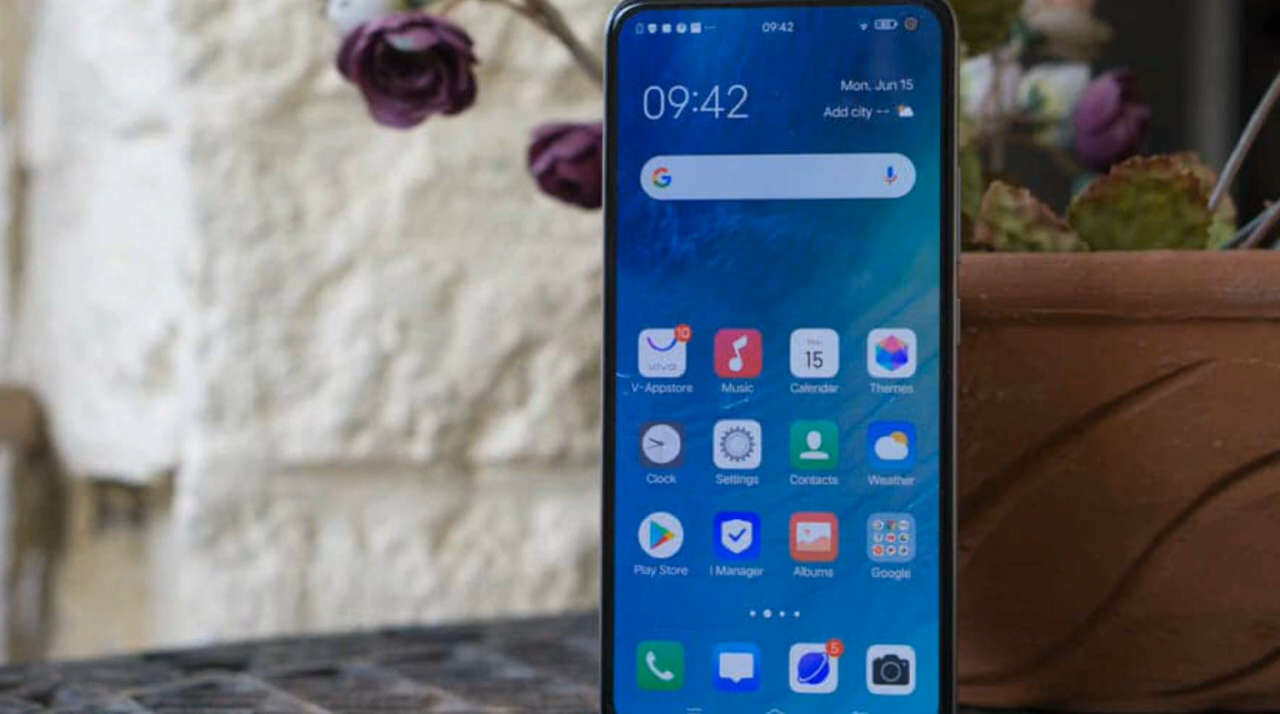 09:42
09:42
Mon, Jun 15
Add city --
10
vivo
15
V-Appstore Music Calendar Themes
Clock Settings Contacts Weather
Play Store I Manager Albums Google
5